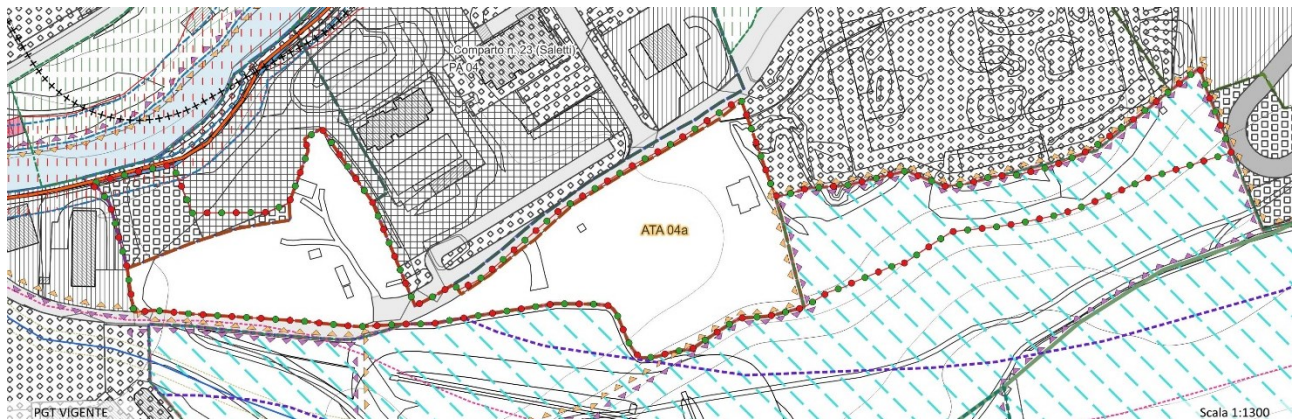 Comparto n. 23 (Saletti)
PA 04
ATA 04a
PGT VIGENTE
Scala 1:1300